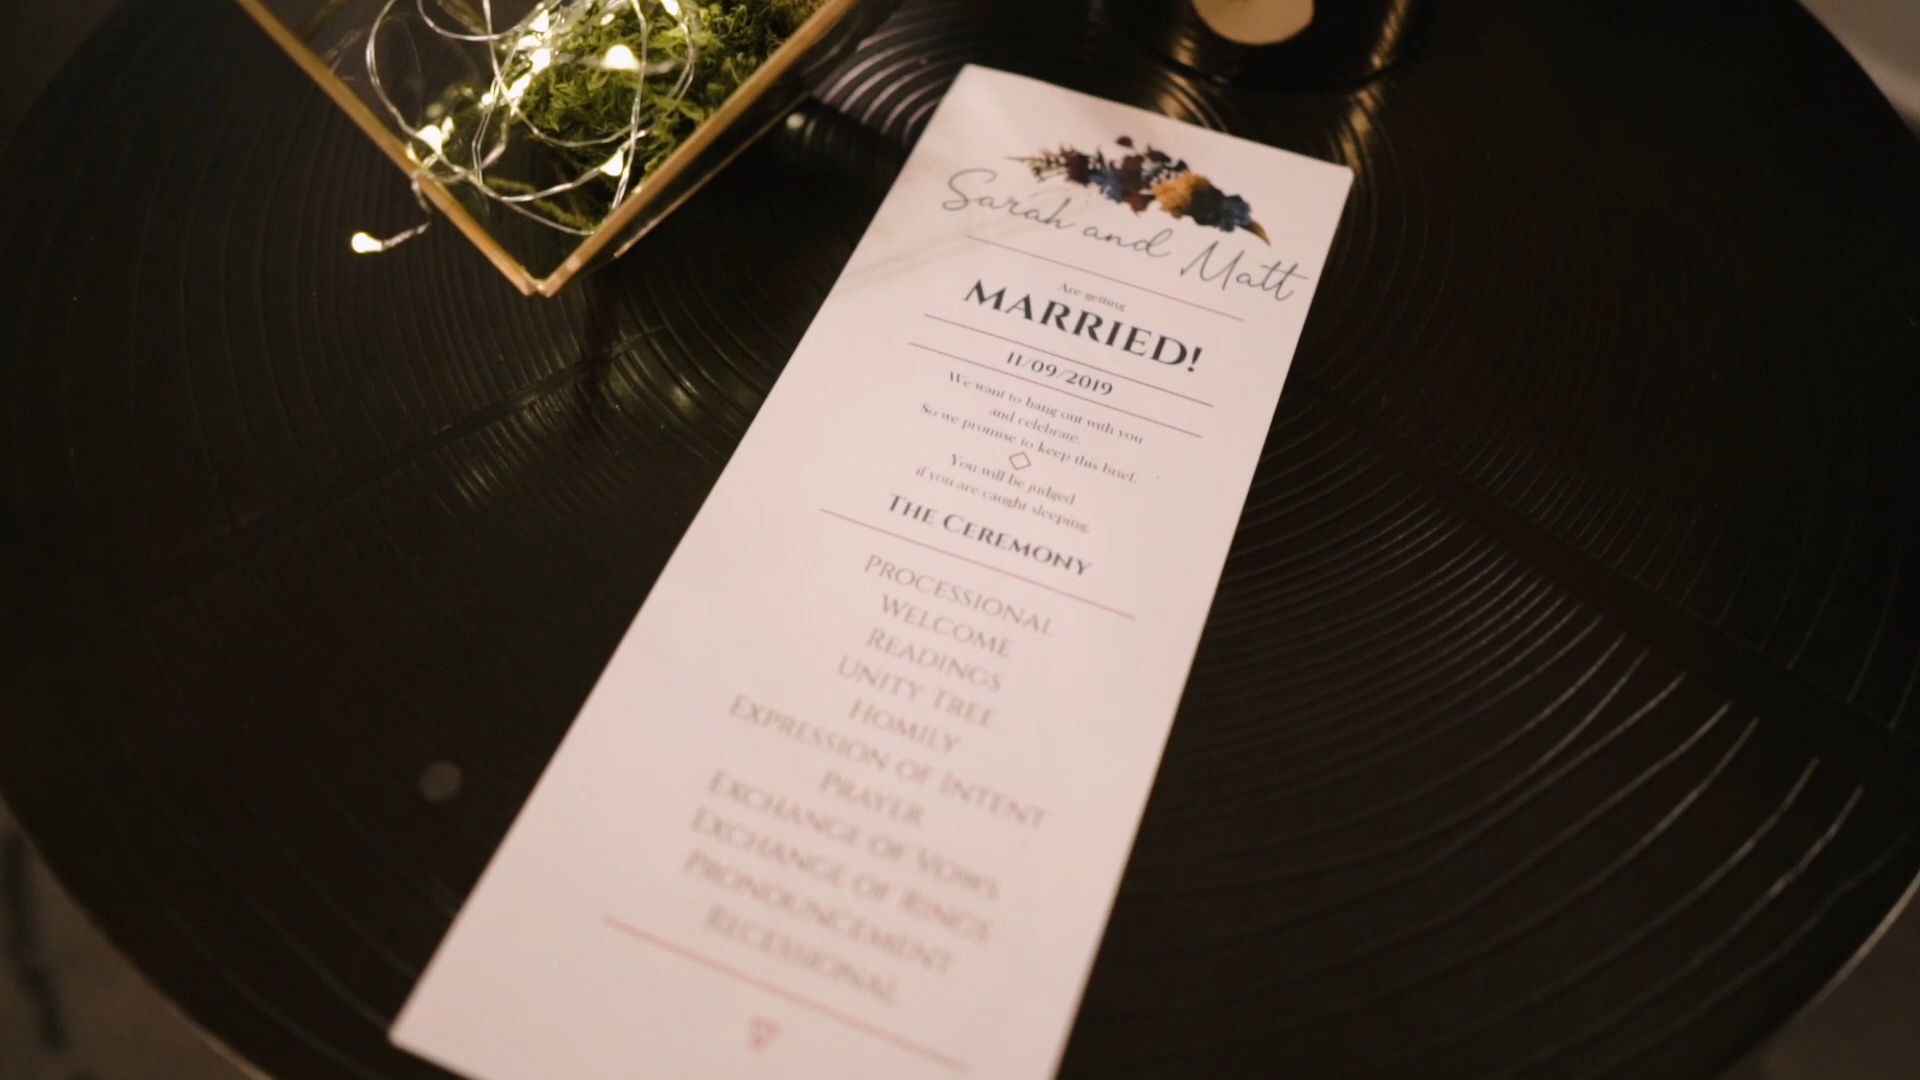 Sarah and Matt
Are getting
MARRIED!
11/09/2019
We want to hang out with you
and celebrate.
So we promise to keep this brief.
You will be judged
if you are caught sleeping.
THE CEREMONY
PROCESSIONAL
WELCOME
READINGS
UNITY TREE
HOMILY
EXPRESSION OF INTENT
PRAYER
EXCHANGE OF VOWS
EXCHANGE OF RINGS
PRONOUNCEMENT
RECESSIONAL